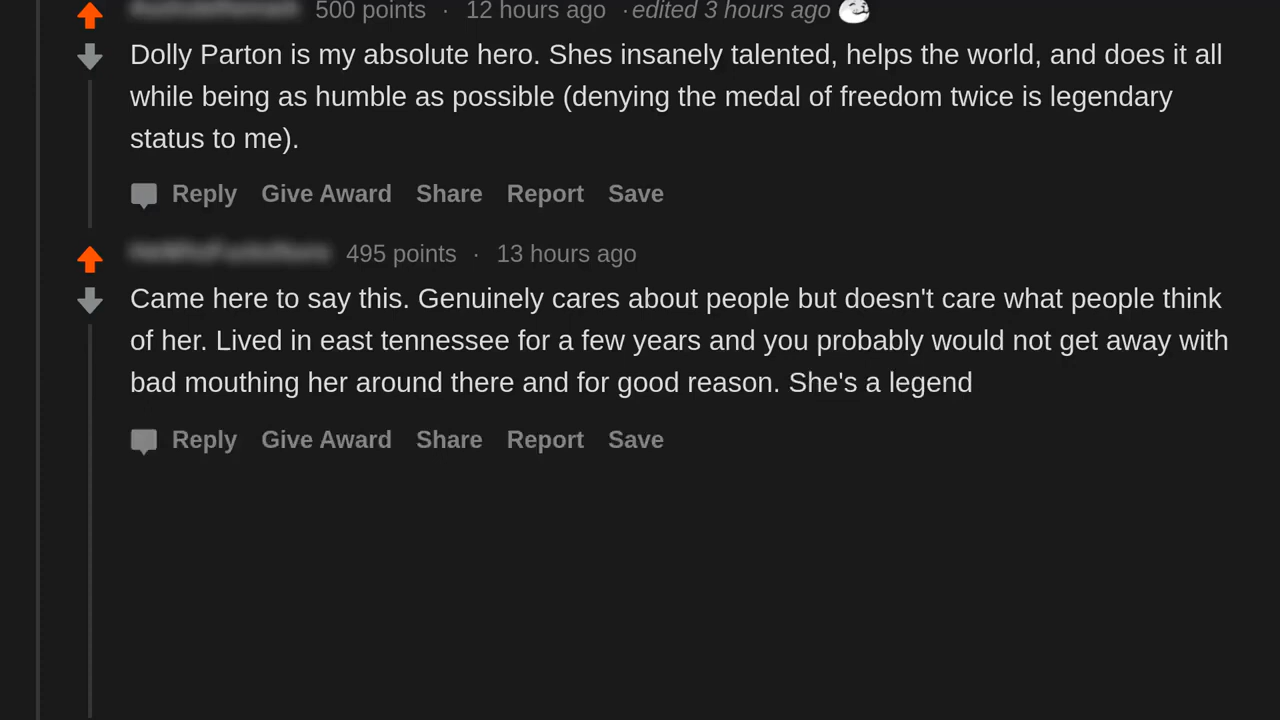 500 points · 12 hours ago · edited 3 hours ago
Dolly Parton is my absolute hero. Shes insanely talented, helps the world, and does it all
while being as humble as possible (denying the medal of freedom twice is legendary
status to me).
Reply Give Award Share Report Save
495 points · 13 hours ago
Came here to say this. Genuinely cares about people but doesn't care what people think
of her. Lived in east tennessee for a few years and you probably would not get away with
bad mouthing her around there and for good reason. She's a legend
Reply Give Award Share Report Save